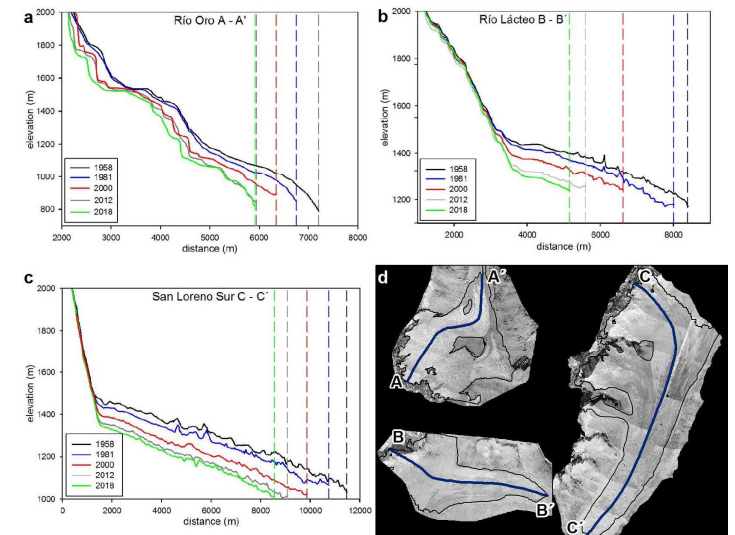 a
Río Oro A - A'
elevation (m)
2000
1800
1600
1400
1200
1000
800
1958
1981
2000
2012
2018
2000
3000
4000
5000
6000
7000
8000
distance (m)
b
Río Lácteo B - B´
elevation (m)
2000
1800
1600
1400
1200
1958
1981
2000
2012
2018
2000
4000
6000
8000
distance (m)
c
San Loreno Sur C - C´
elevation (m)
2000
1800
1600
1400
1200
1000
1958
1981
2000
2012
2018
0
2000
4000
6000
8000
10000
12000
distance (m)
d
A´
A
B
B´
C
C´